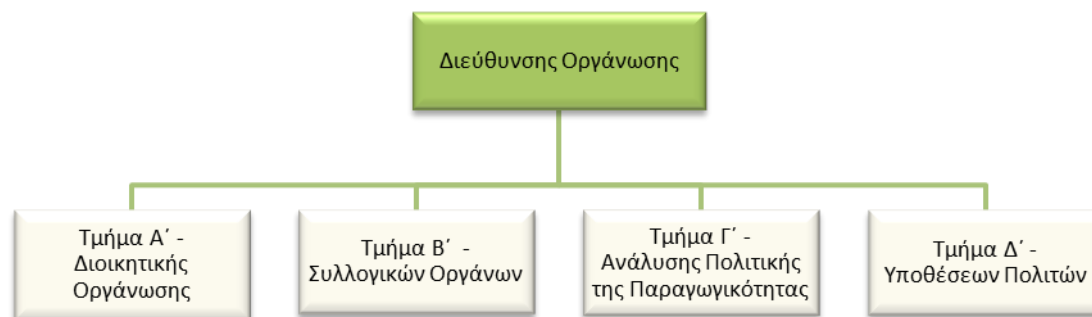 Διεύθυνσης Οργάνωσης
Τμήμα Α΄ -
Διοικητικής
Οργάνωσης
Τμήμα Β΄ -
Συλλογικών Οργάνων
Τμήμα Γ΄ -
Ανάλυσης Πολιτικής
της Παραγωγικότητας
Τμήμα Δ΄ -
Υποθέσεων Πολιτών